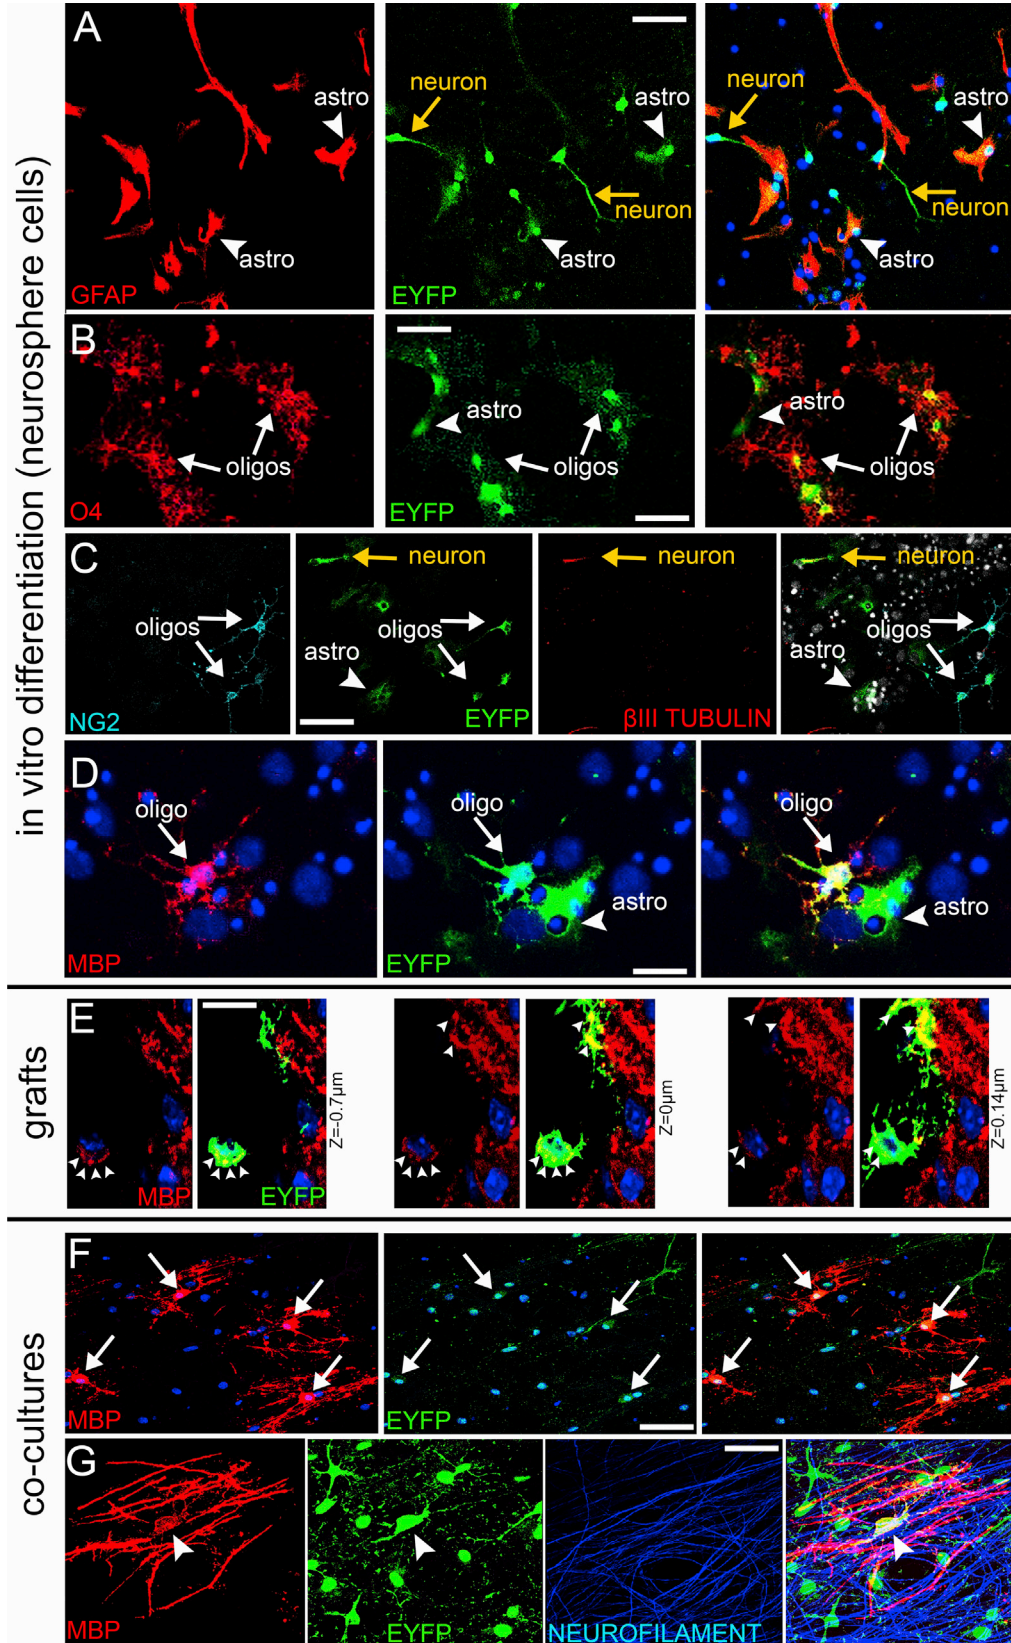 in vitro differentiation (neurosphere cells)
A
astro
astro
GFAP
neuron
astro
neuron
astro
EYFP
neuron
astro
neuron
astro
B
oligos
O4
astro
oligos
EYFP
astro
oligos
C
oligos
NG2
neuron
oligos
astro
EYFP
neuron
βIII TUBULIN
neuron
oligos
astro
D
oligo
MBP
oligo
astro
EYFP
oligo
astro
grafts
E
MBP
EYFP
Z=-0.7µm
Z=0µm
Z=0.14µm
co-cultures
F
MBP
EYFP
G
MBP
EYFP
NEUROFILAMENT